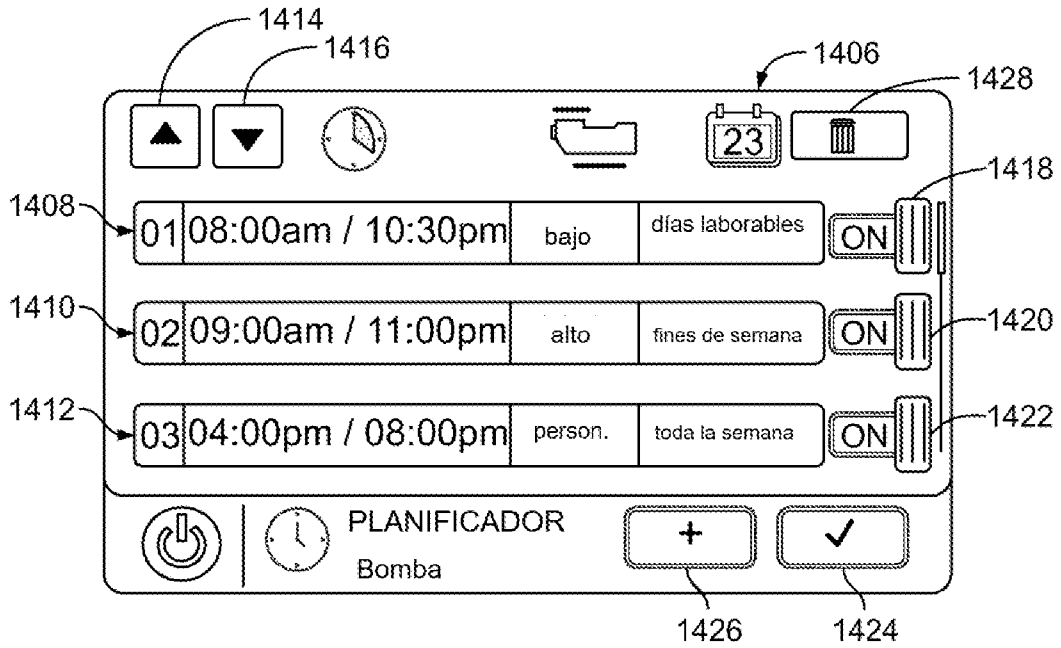 1414
1416
1406
1428
23
1418
1408
01 08:00am / 10:30pm bajo días laborables ON
1410
02 09:00am / 11:00pm alto fines de semana ON
1420
1412
03 04:00pm / 08:00pm person. toda la semana ON
1422
PLANIFICADOR
Bomba
+
1426
1424